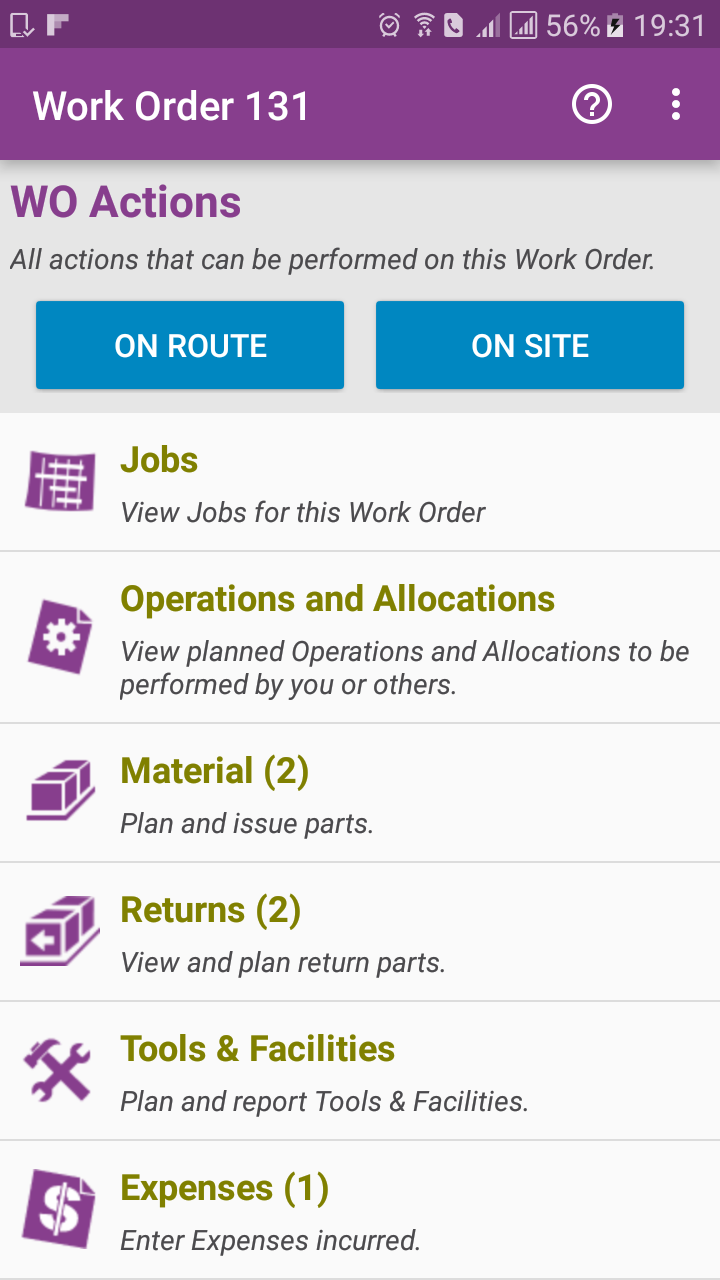 56% 19:31
Work Order 131
WO Actions
All actions that can be performed on this Work Order.
ON ROUTE
ON SITE
Jobs
View Jobs for this Work Order
Operations and Allocations
View planned Operations and Allocations to be
performed by you or others.
Material (2)
Plan and issue parts.
Returns (2)
View and plan return parts.
Tools & Facilities
Plan and report Tools & Facilities.
Expenses (1)
Enter Expenses incurred.